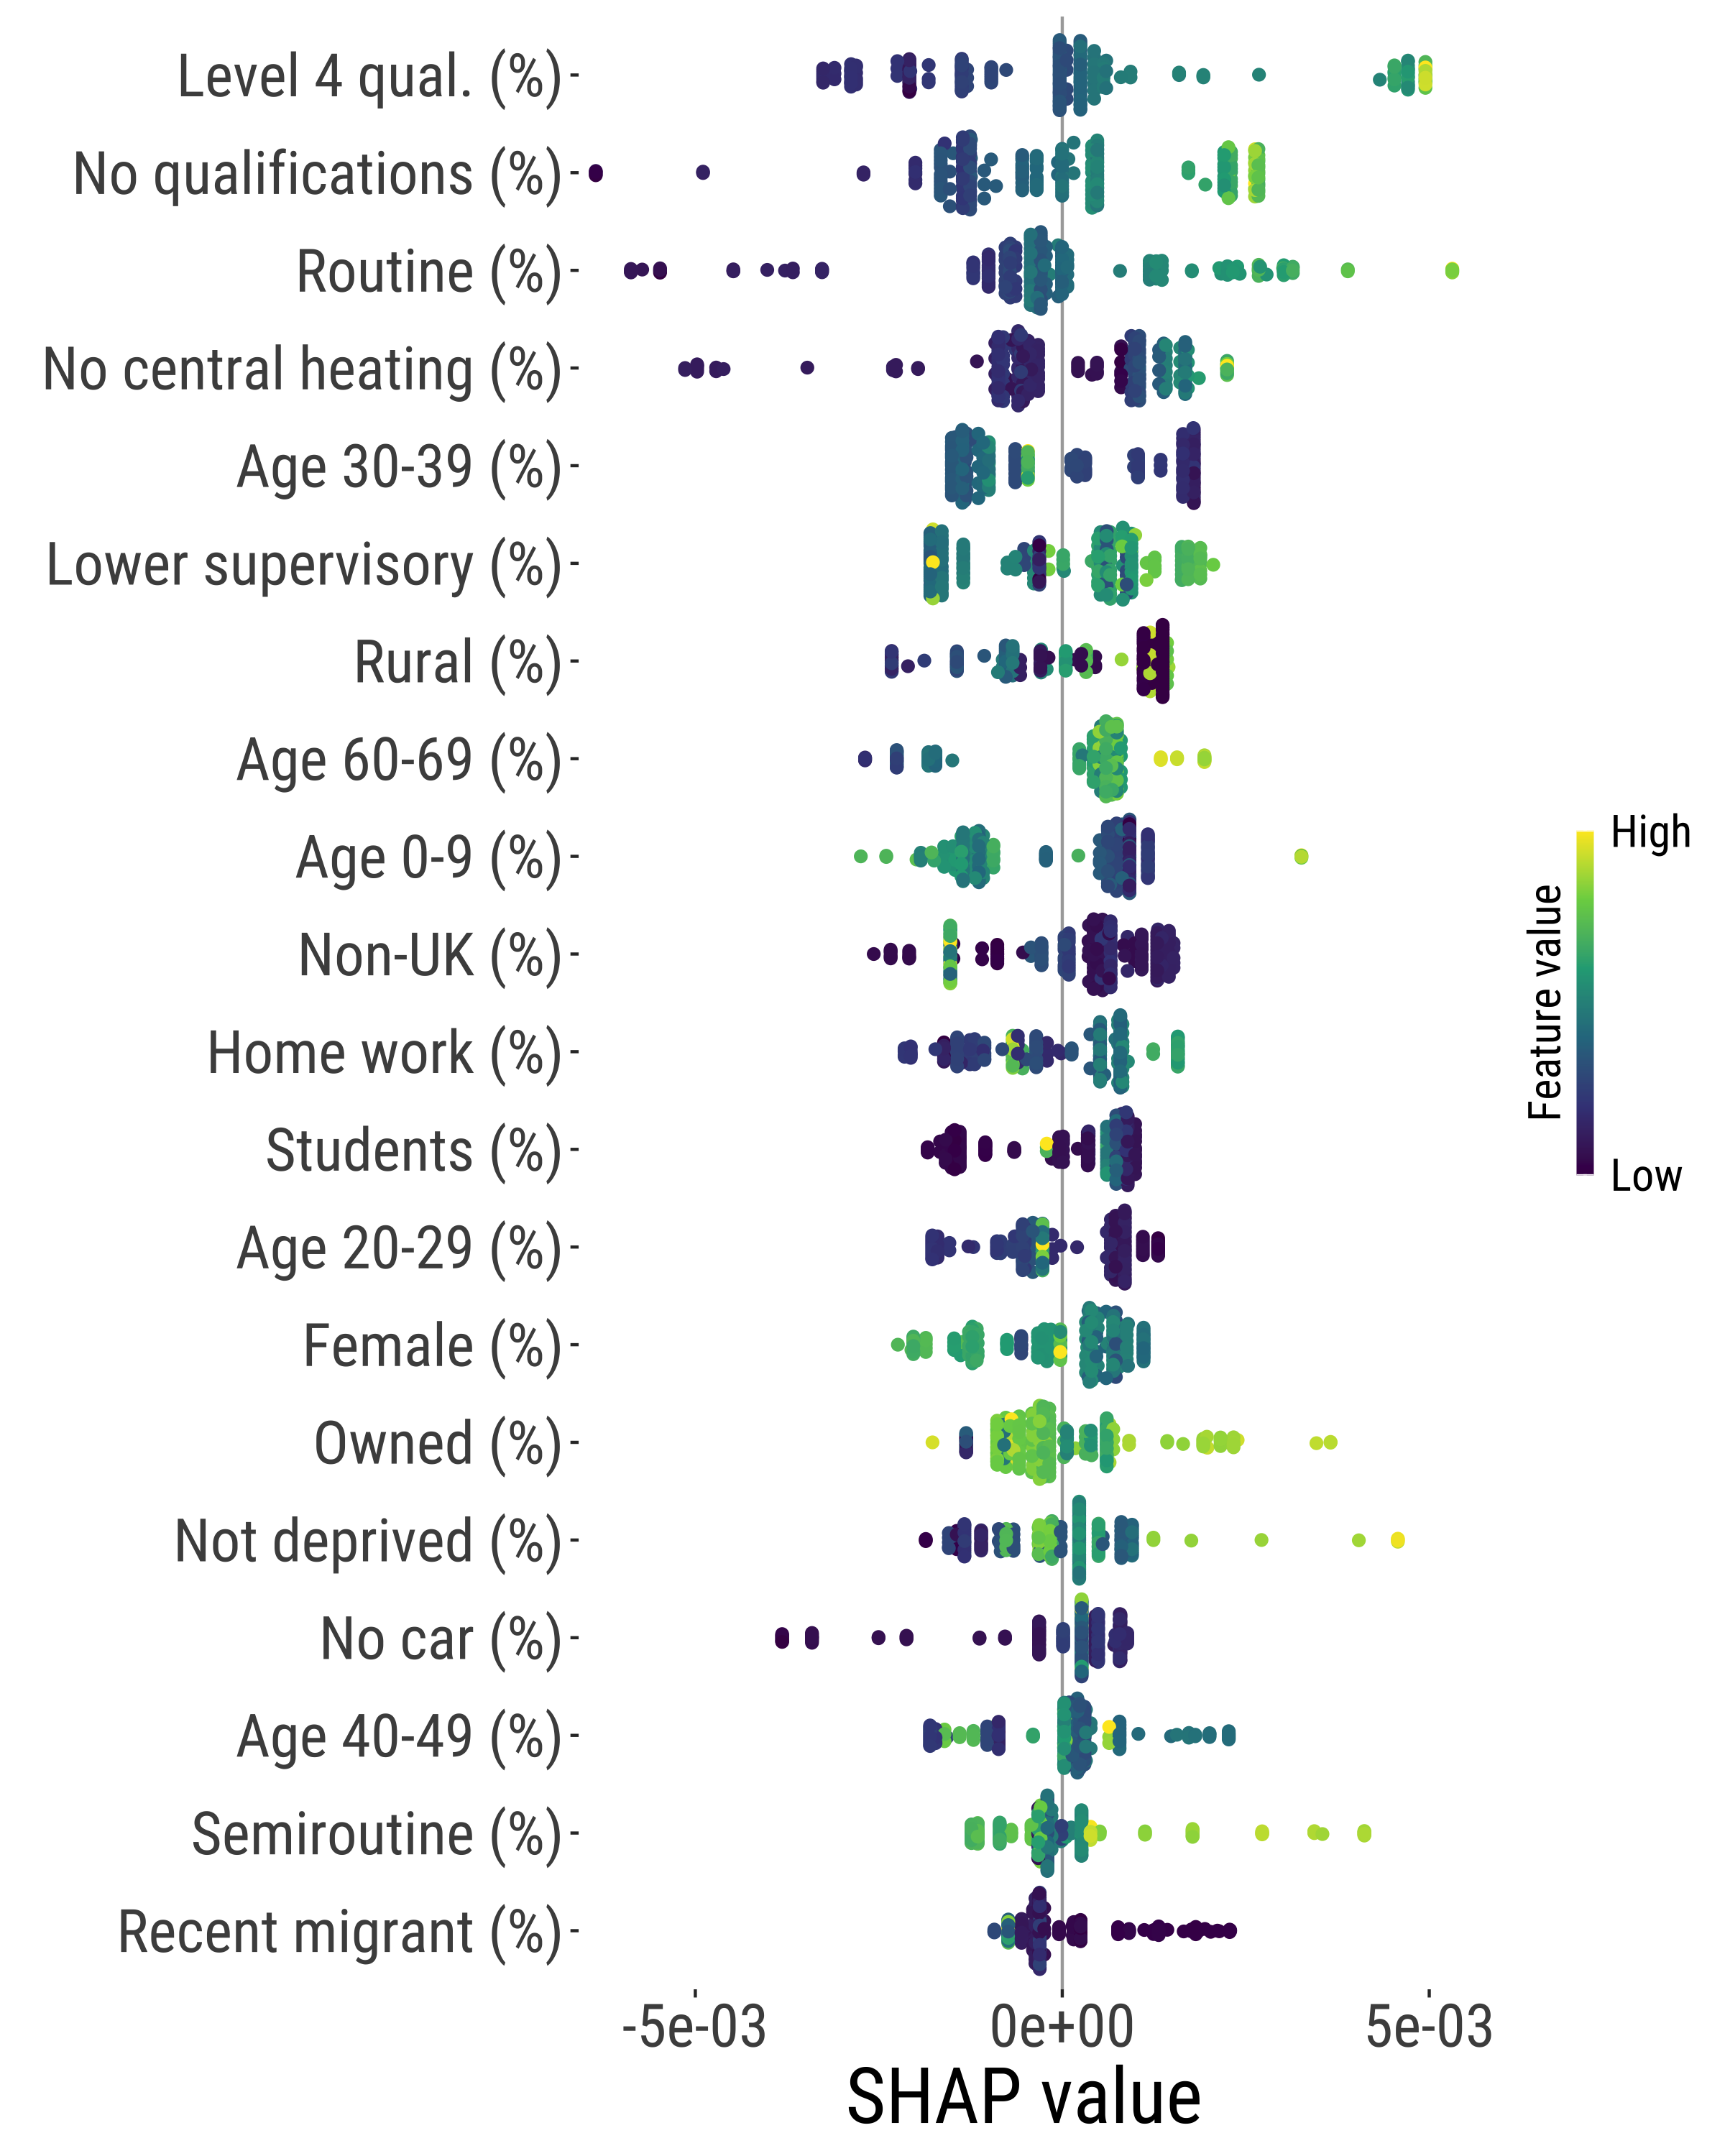 Level 4 qual. (%)
No qualifications (%)
Routine (%)
No central heating (%)
Age 30-39 (%)
Lower supervisory (%)
Rural (%)
Age 60-69 (%)
Age 0-9 (%)
Non-UK (%)
Home work (%)
Students (%)
Age 20-29 (%)
Female (%)
Owned (%)
Not deprived (%)
No car (%)
Age 40-49 (%)
Semiroutine (%)
Recent migrant (%)
-5e-03 0e+00 5e-03
SHAP value
High
Feature value
Low